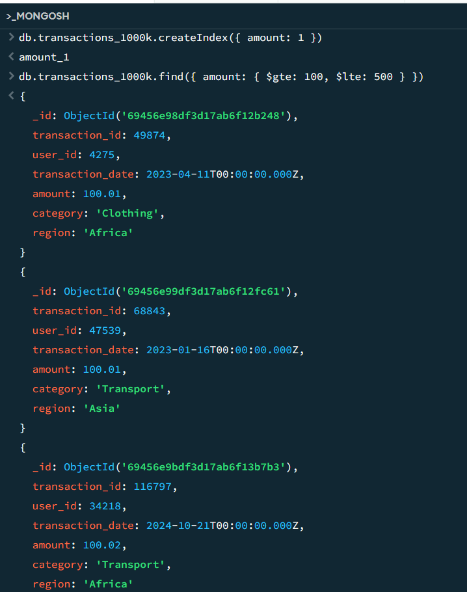 >_MONGOSH
> db.transactions_1000k.createIndex({ amount: 1 })
< amount_1
> db.transactions_1000k.find({ amount: { $gte: 100, $lte: 500 } })
< {
_id: ObjectId('69456e98df3d17ab6f12b248'),
transaction_id: 49874,
user_id: 4275,
transaction_date: 2023-04-11T00:00:00.000Z,
amount: 100.01,
category: 'Clothing',
region: 'Africa'
}
{
_id: ObjectId('69456e99df3d17ab6f12fc61'),
transaction_id: 68843,
user_id: 47539,
transaction_date: 2023-01-16T00:00:00.000Z,
amount: 100.01,
category: 'Transport',
region: 'Asia'
}
{
_id: ObjectId('69456e9bdf3d17ab6f13b7b3'),
transaction_id: 116797,
user_id: 34218,
transaction_date: 2024-10-21T00:00:00.000Z,
amount: 100.02,
category: 'Transport',
region: 'Africa'